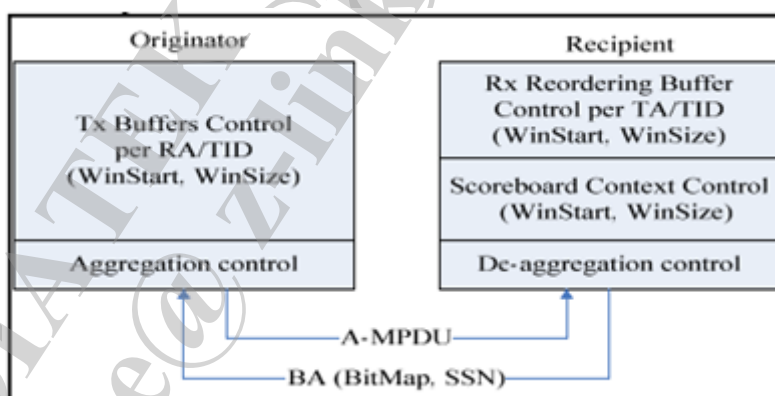 Originator
Tx Buffers Control
per RA/TID
(WinStart, WinSize)
Aggregation control
Recipient
Rx Reordering Buffer
Control per TA/TID
(WinStart, WinSize)
Scoreboard Context Control
(WinStart, WinSize)
De-aggregation control
A-MPDU
BA (BitMap, SSN)